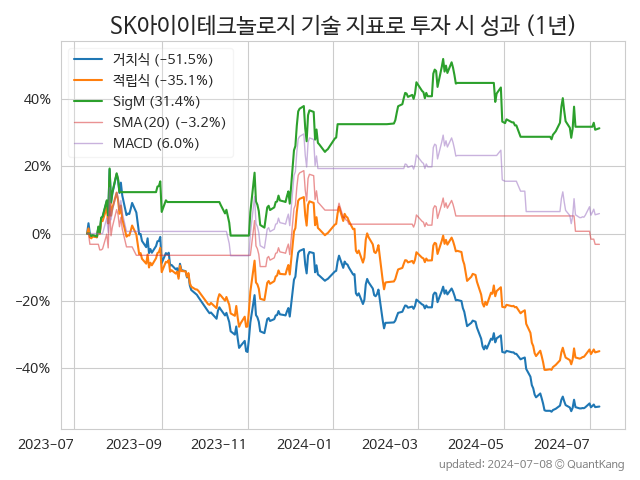 SK아이이테크놀로지 기술 지표로 투자 시 성과 (1년)
거치식 (−51.5%)
적립식 (−35.1%)
SigM (31.4%)
SMA(20) (−3.2%)
MACD (6.0%)
40%
20%
0%
−20%
−40%
2023-07 2023-09 2023-11 2024-01 2024-03 2024-05 2024-07
updated: 2024-07-08 ⓒ QuantKang